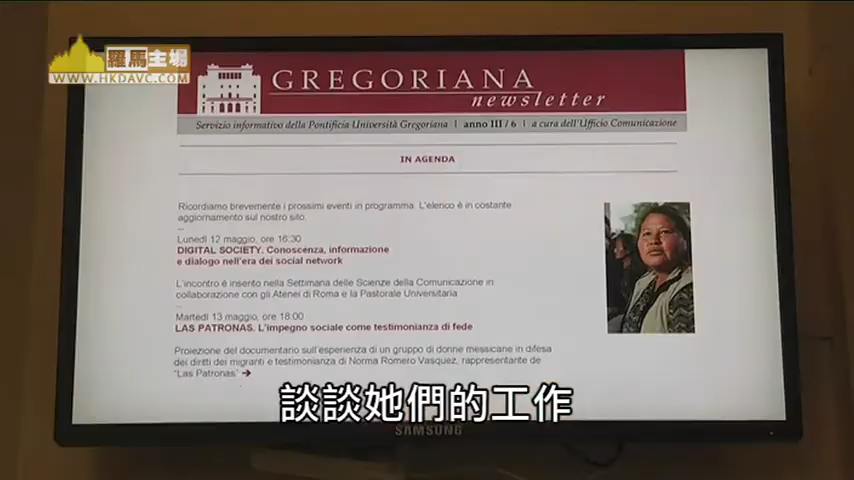 羅馬主場
WWW.HKDAVC.COM
GREGORIANA
newsletter
Servizio informativo della Pontificia Università Gregoriana | anno III / 6 | a cura dell'Ufficio Comunicazione
IN AGENDA
Ricordiamo brevemente i prossimi eventi in programma. L'elenco è in costante
aggiornamento sul nostro sito.
--
Lunedì 12 maggio, ore 16:30
DIGITAL SOCIETY. Conoscenza, informazione
e dialogo nell'era dei social network
L'incontro è inserito nella Settimana delle Scienze della Comunicazione in
collaborazione con gli Atenei di Roma e la Pastorale Universitaria
--
Martedì 13 maggio, ore 18:00
LAS PATRONAS. L'impegno sociale come testimonianza di fede
Proiezione del documentario sull'esperienza di un gruppo di donne messicane in difesa
dei diritti dei migranti e testimonianza di Norma Romero Vasquez, rappresentante de
"Las Patronas" →
談談她們的工作
SAMSUNG